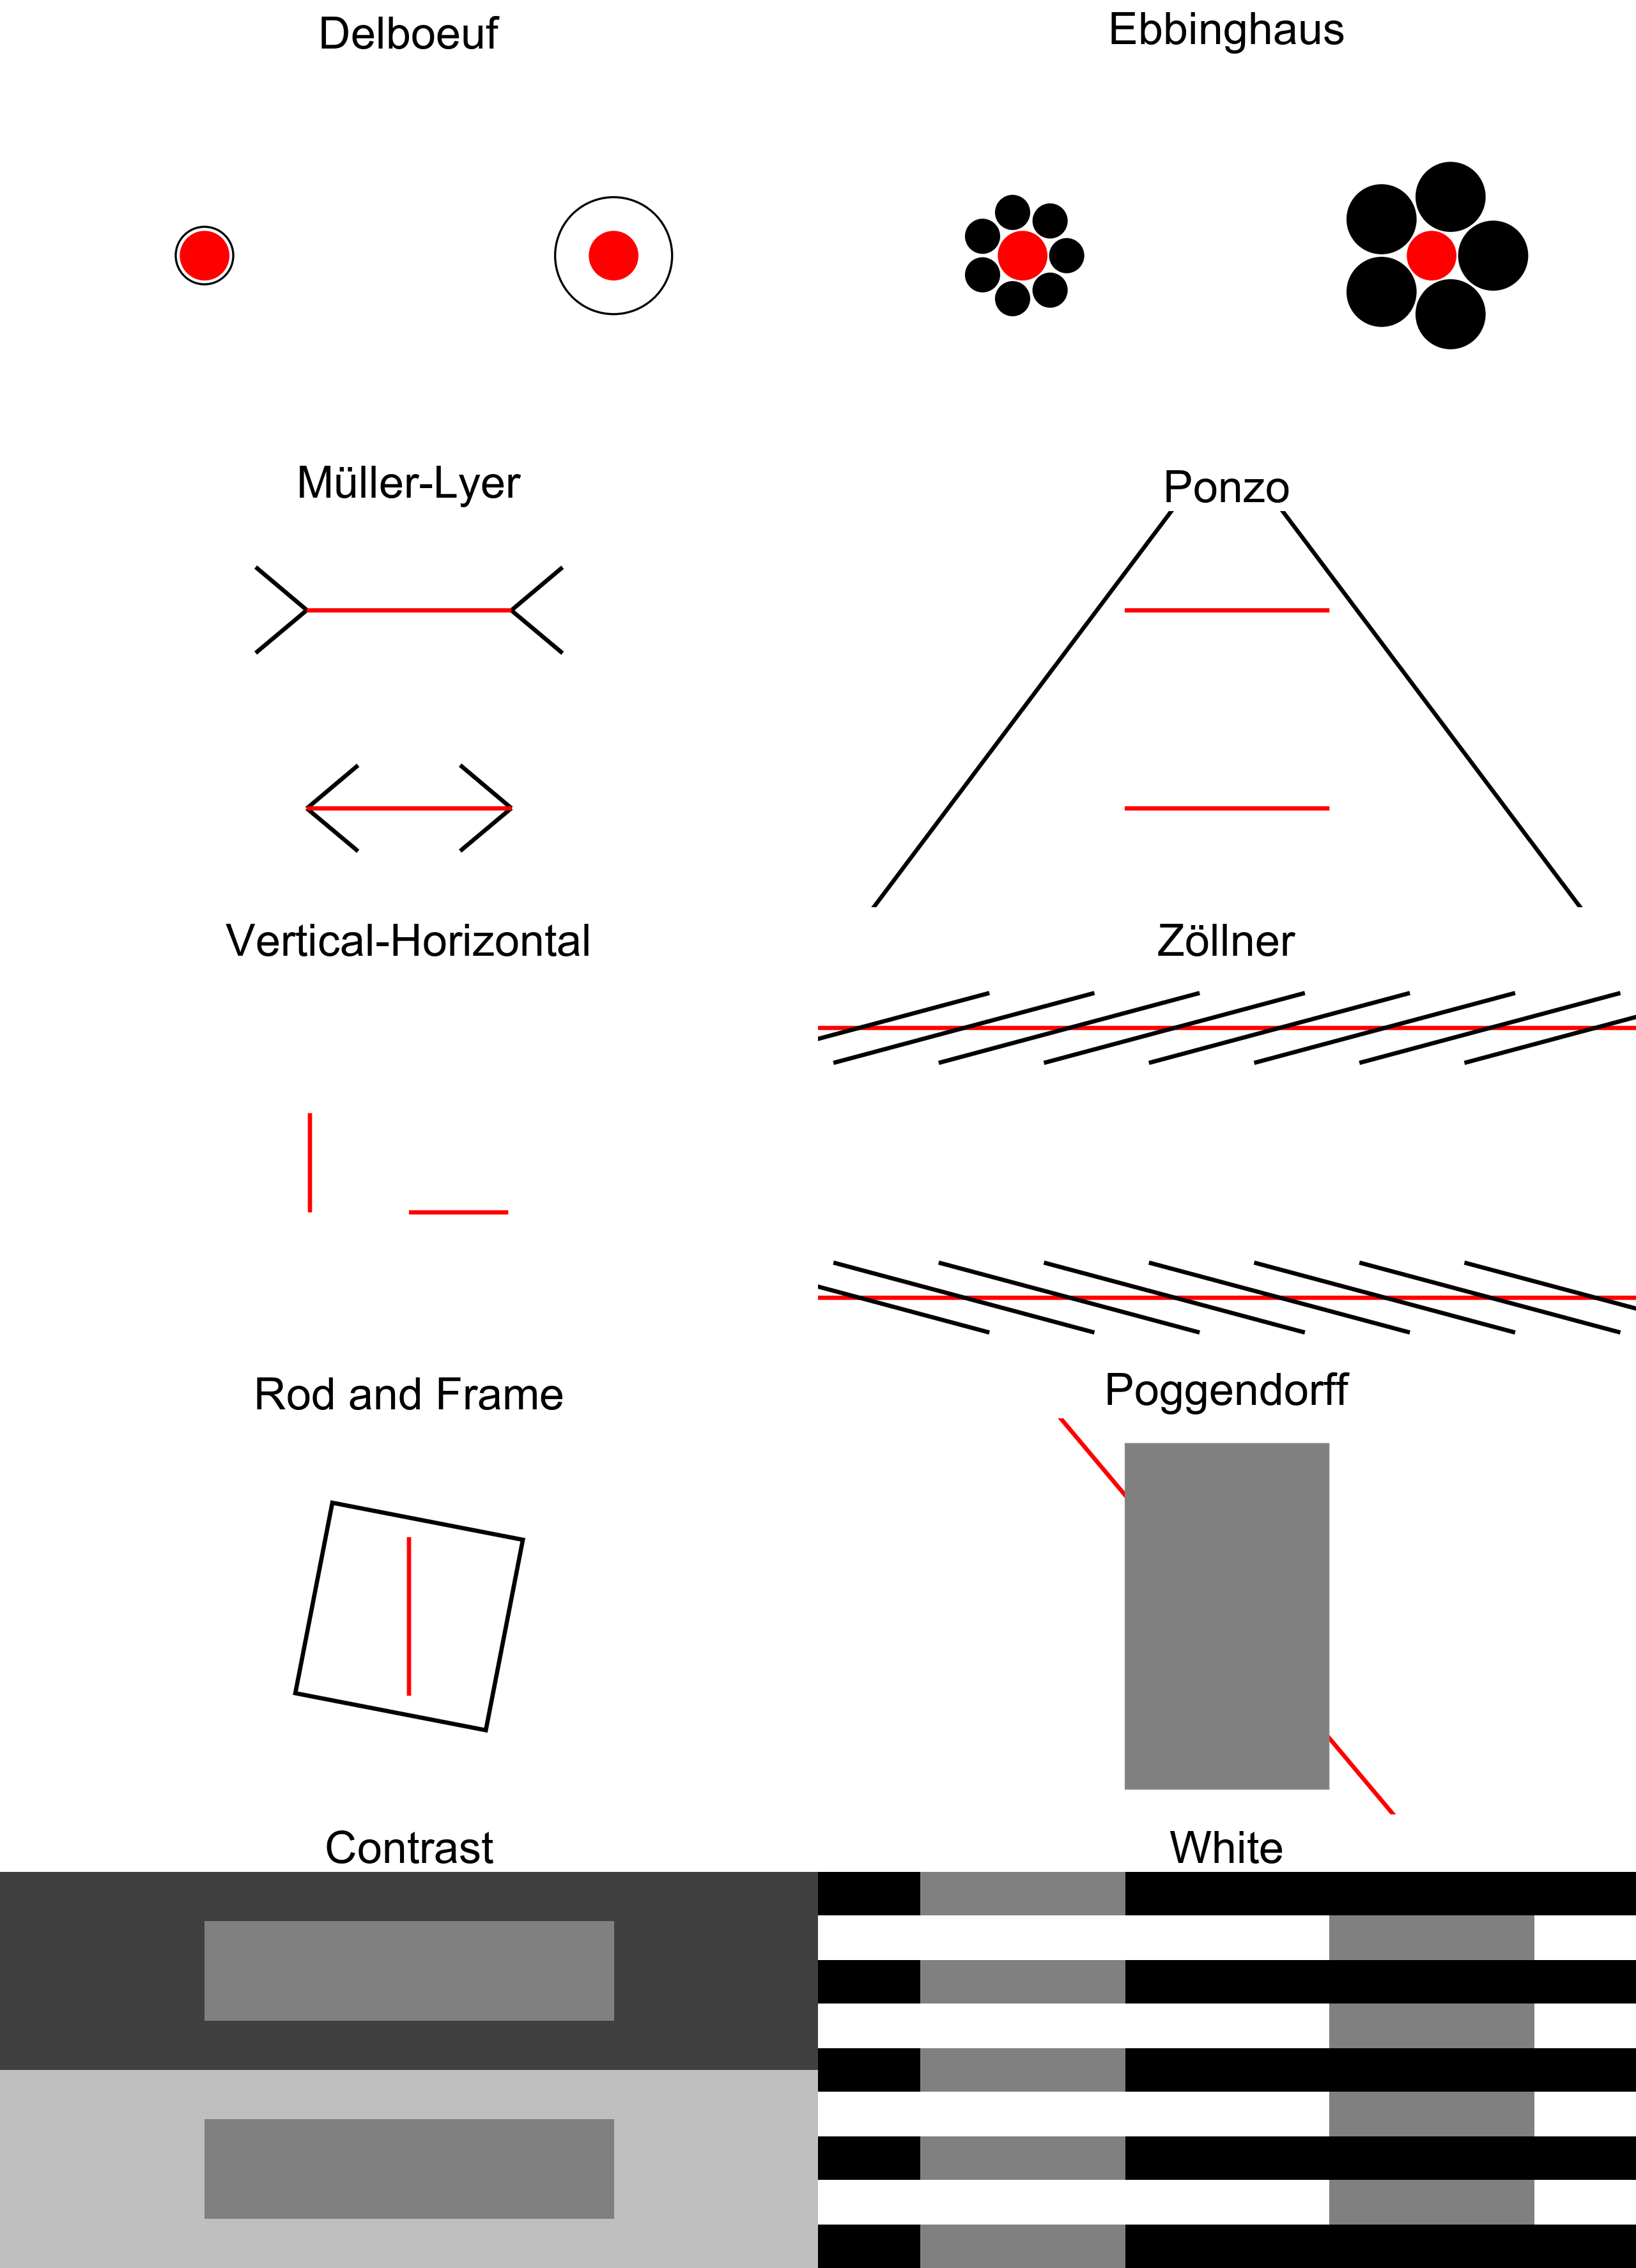 Delboeuf
Ebbinghaus
Müller-Lyer
Ponzo
Vertical-Horizontal
Zöllner
Rod and Frame
Poggendorff
Contrast
White